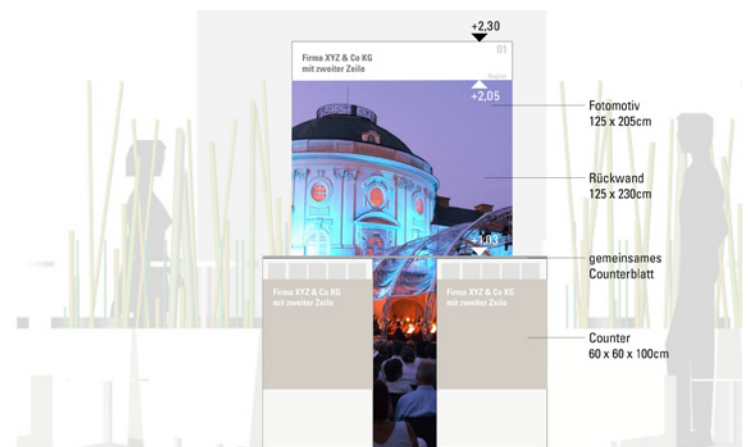 +2,30
01
Firma XYZ & Co KG
mit zweiter Zeile
Region
+2,05
Fotomotiv
125 x 205cm
Rückwand
125 x 230cm
+1,03
gemeinsames
Counterblatt
Firma XYZ & Co KG
mit zweiter Zeile
Firma XYZ & Co KG
mit zweiter Zeile
Counter
60 x 60 x 100cm